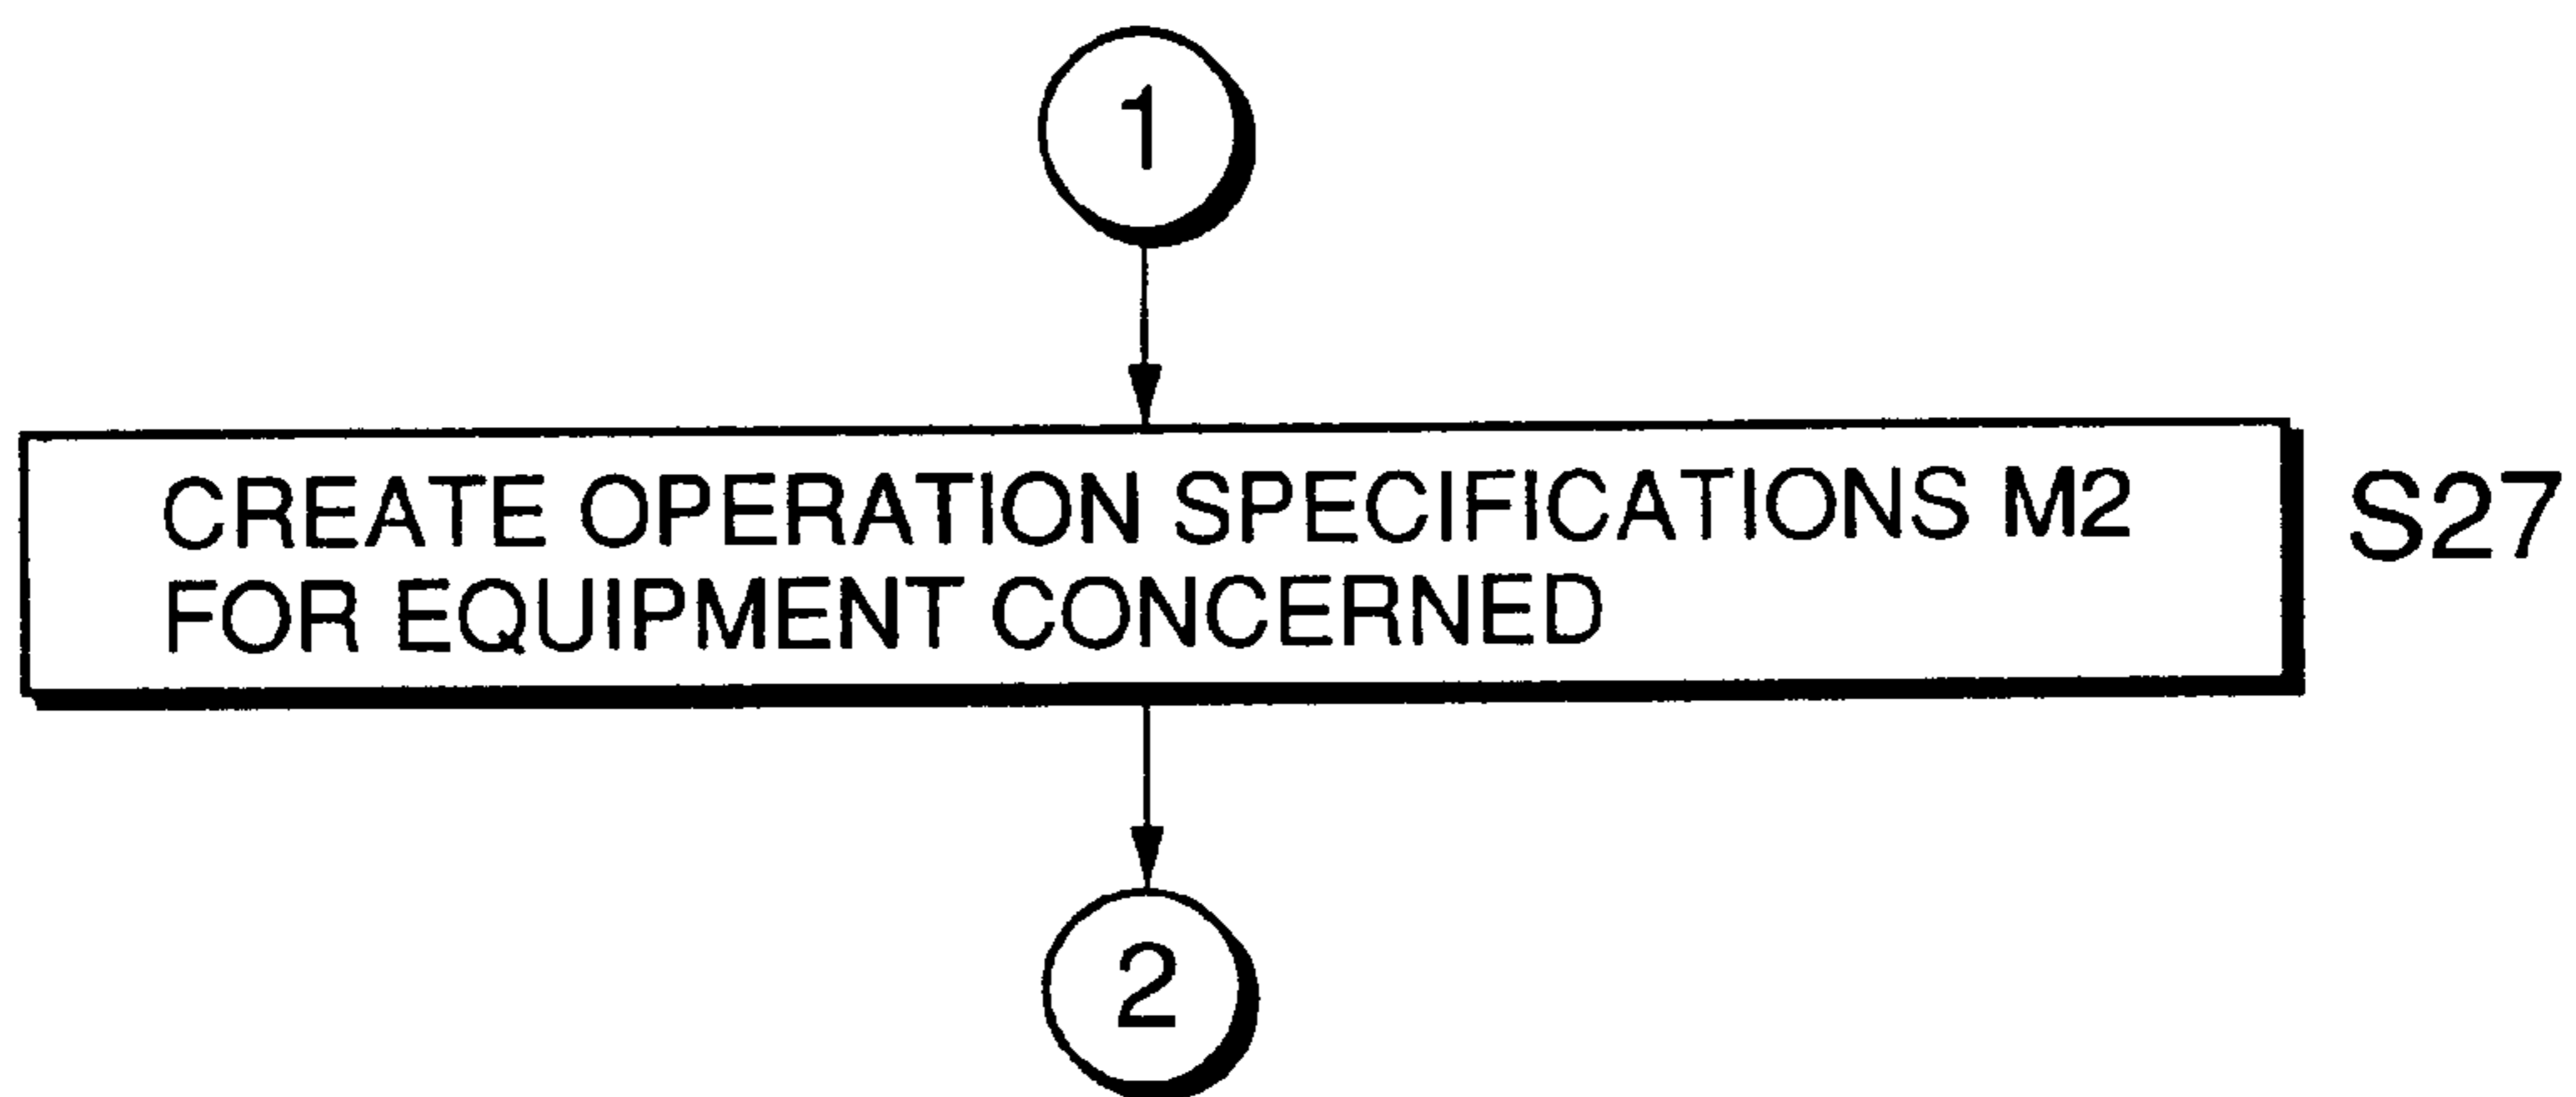 1
CREATE OPERATION SPECIFICATIONS M2
FOR EQUIPMENT CONCERNED
S27
2